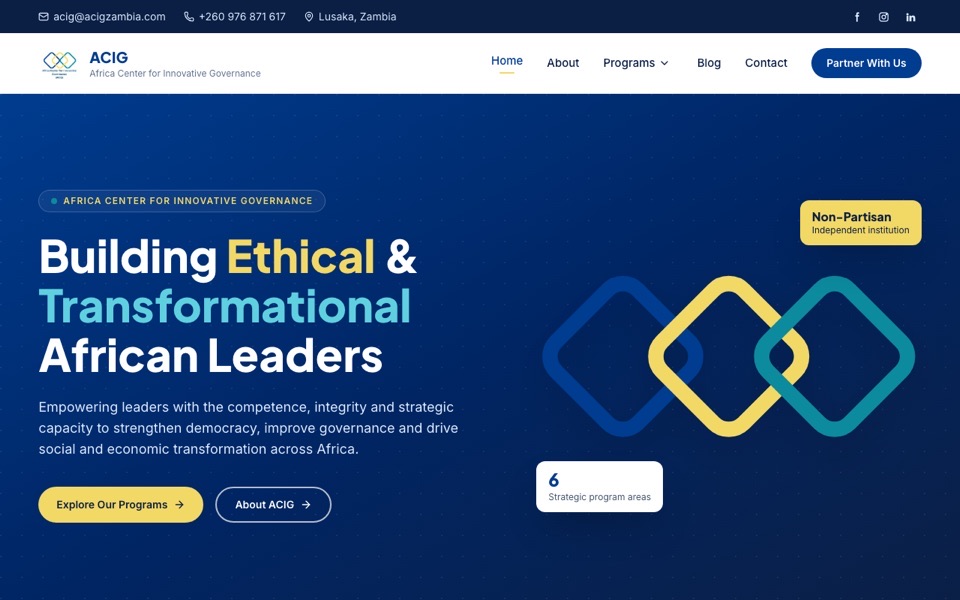 acig@acigzambia.com +260 976 871 617 Lusaka, Zambia
ACIG
Africa Center for Innovative Governance
Home About Programs Blog Contact Partner With Us
AFRICA CENTER FOR INNOVATIVE GOVERNANCE
Building Ethical &
Transformational
African Leaders
Empowering leaders with the competence, integrity and strategic
capacity to strengthen democracy, improve governance and drive
social and economic transformation across Africa.
Explore Our Programs
About ACIG
Non-Partisan
Independent institution
6
Strategic program areas